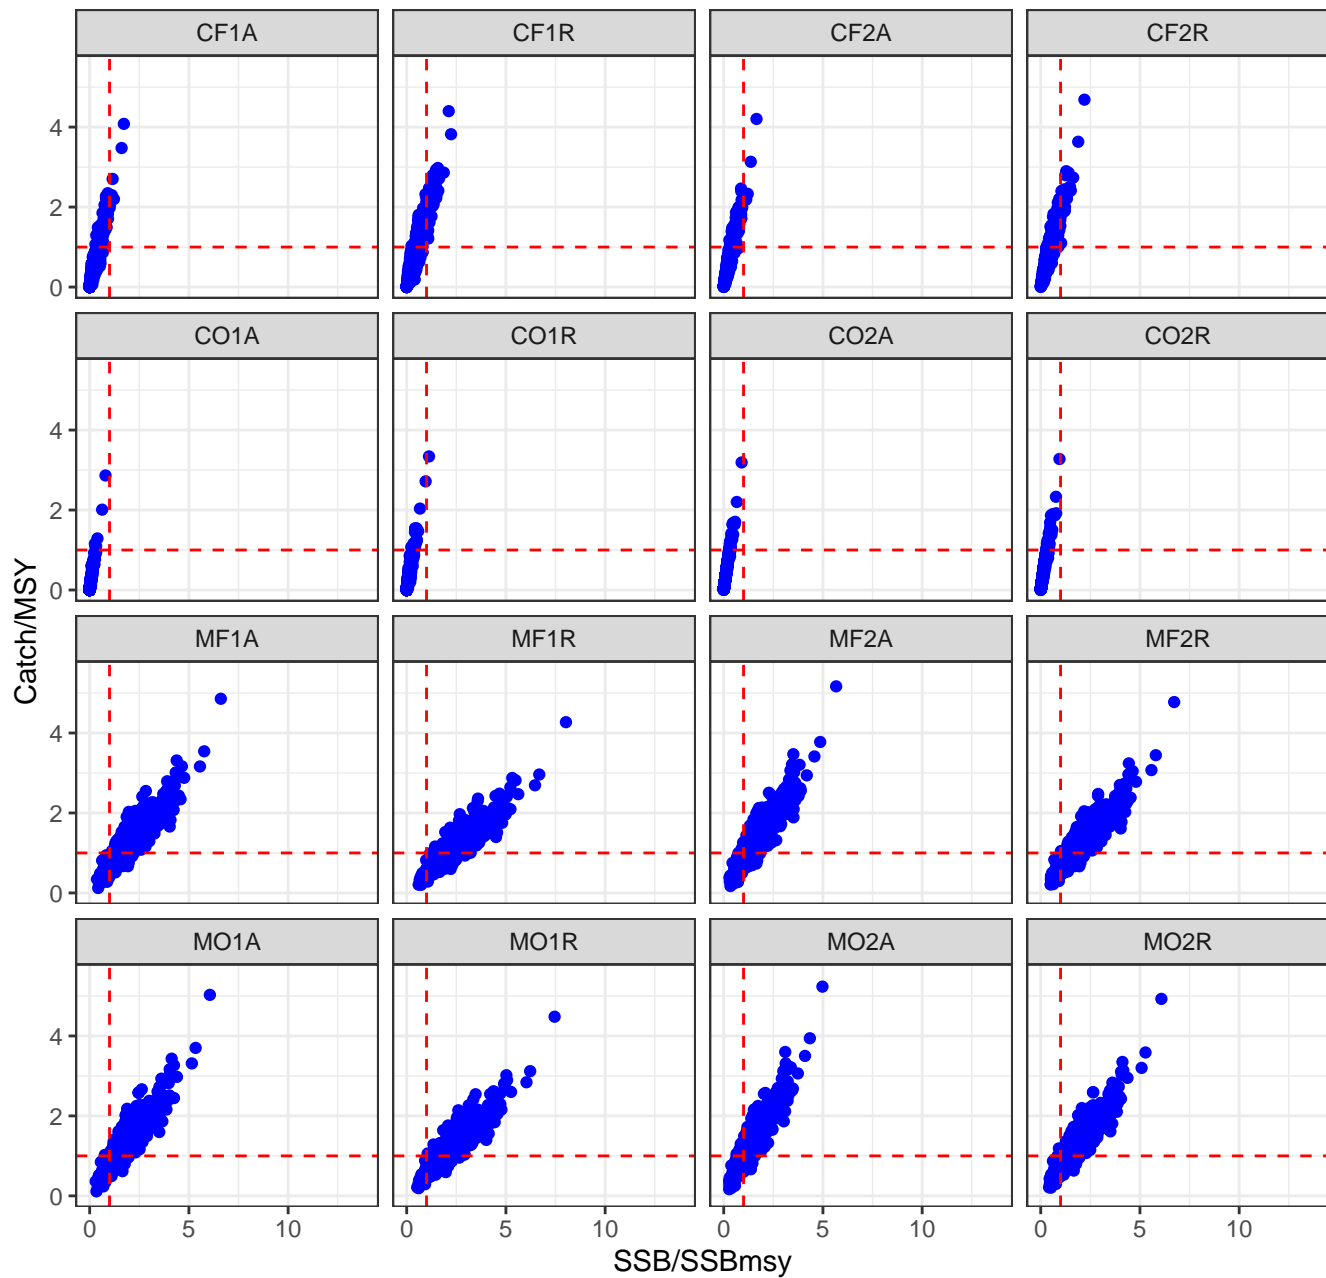 CF1A CF1R CF2A CF2R
4
2
0
CO1A CO1R CO2A CO2R
4
2
0
MF1A MF1R MF2A MF2R
4
2
0
MO1A MO1R MO2A MO2R
4
2
0
0 5 10 0 5 10 0 5 10 0 5 10
SSB/SSBmsy
Catch/MSY